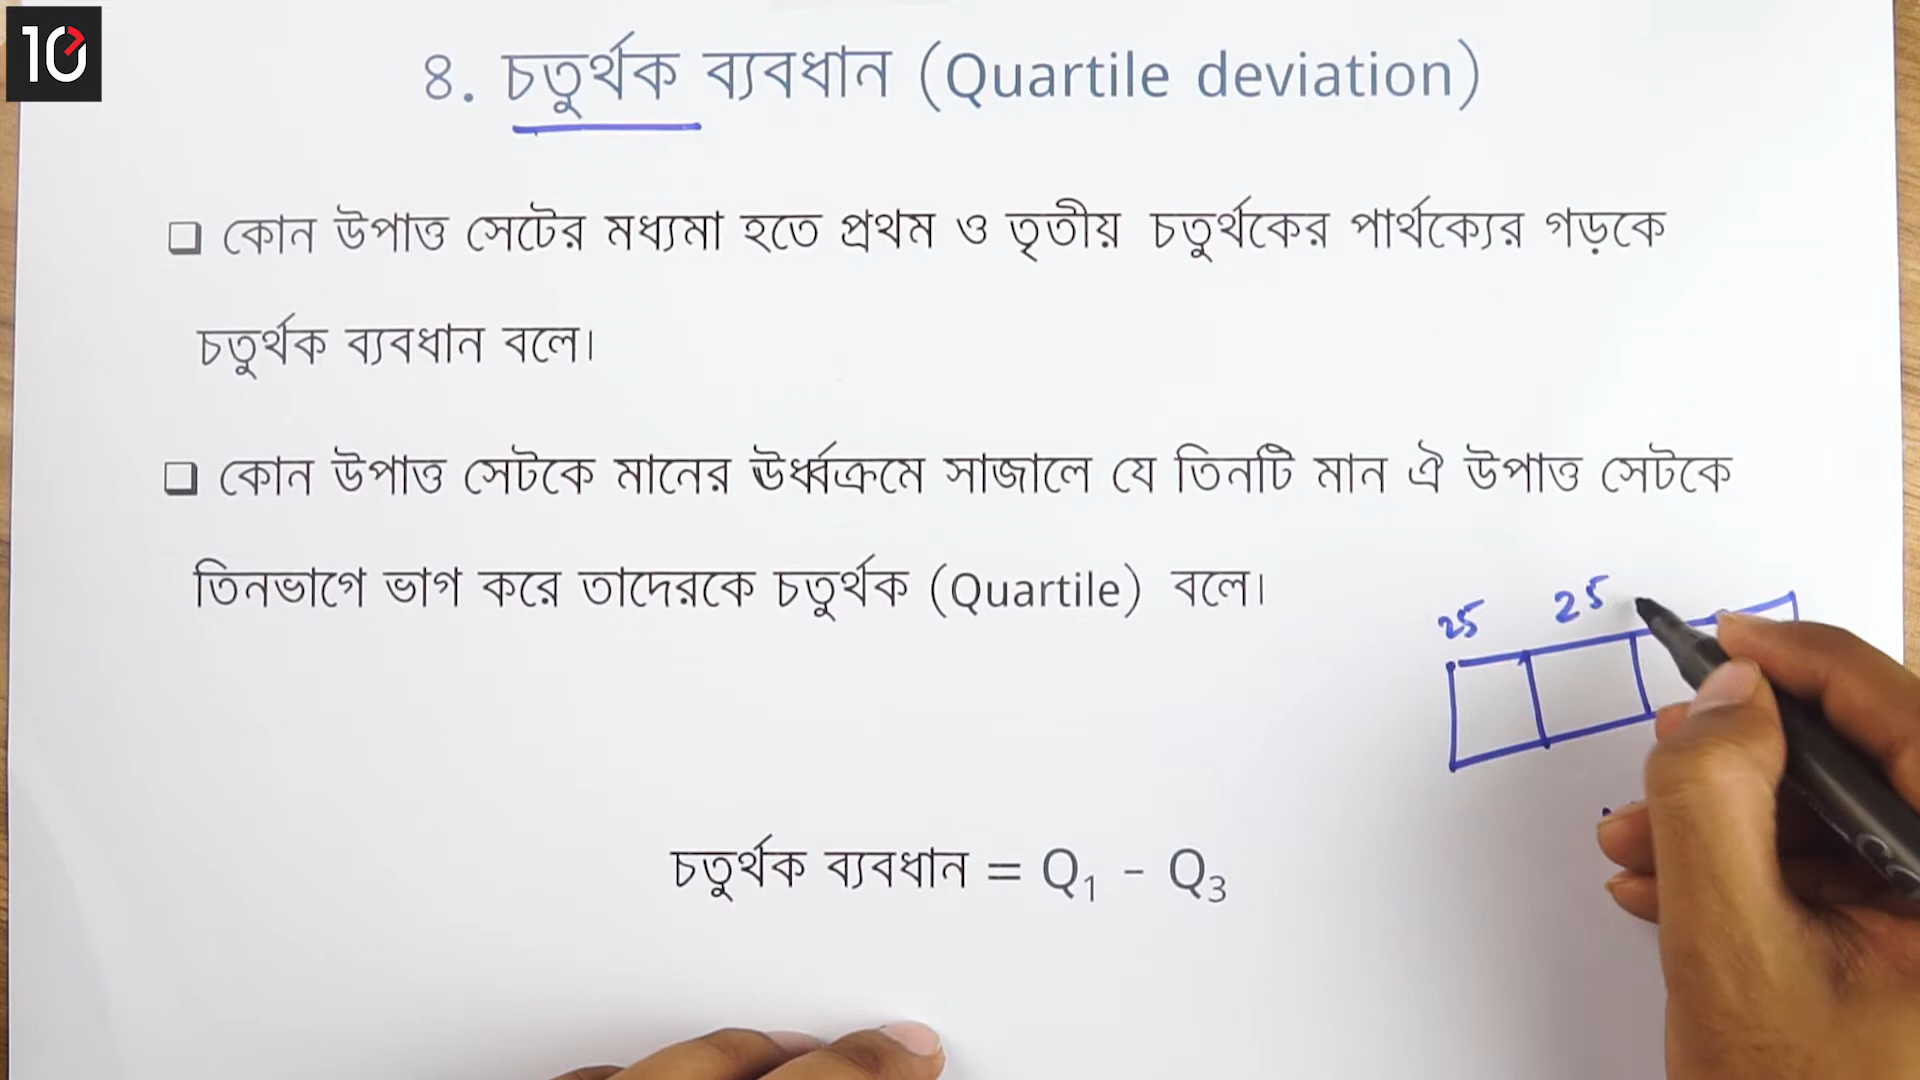 10
৪. চতুর্থক ব্যবধান (Quartile deviation)
❑ কোন উপাত্ত সেটের মধ্যমা হতে প্রথম ও তৃতীয় চতুর্থকের পার্থক্যের গড়কে
চতুর্থক ব্যবধান বলে।
❑ কোন উপাত্ত সেটকে মানের ঊর্ধ্বক্রমে সাজালে যে তিনটি মান ঐ উপাত্ত সেটকে
তিনভাগে ভাগ করে তাদেরকে চতুর্থক (Quartile) বলে।
25 25
চতুর্থক ব্যবধান = Q₁ - Q₃